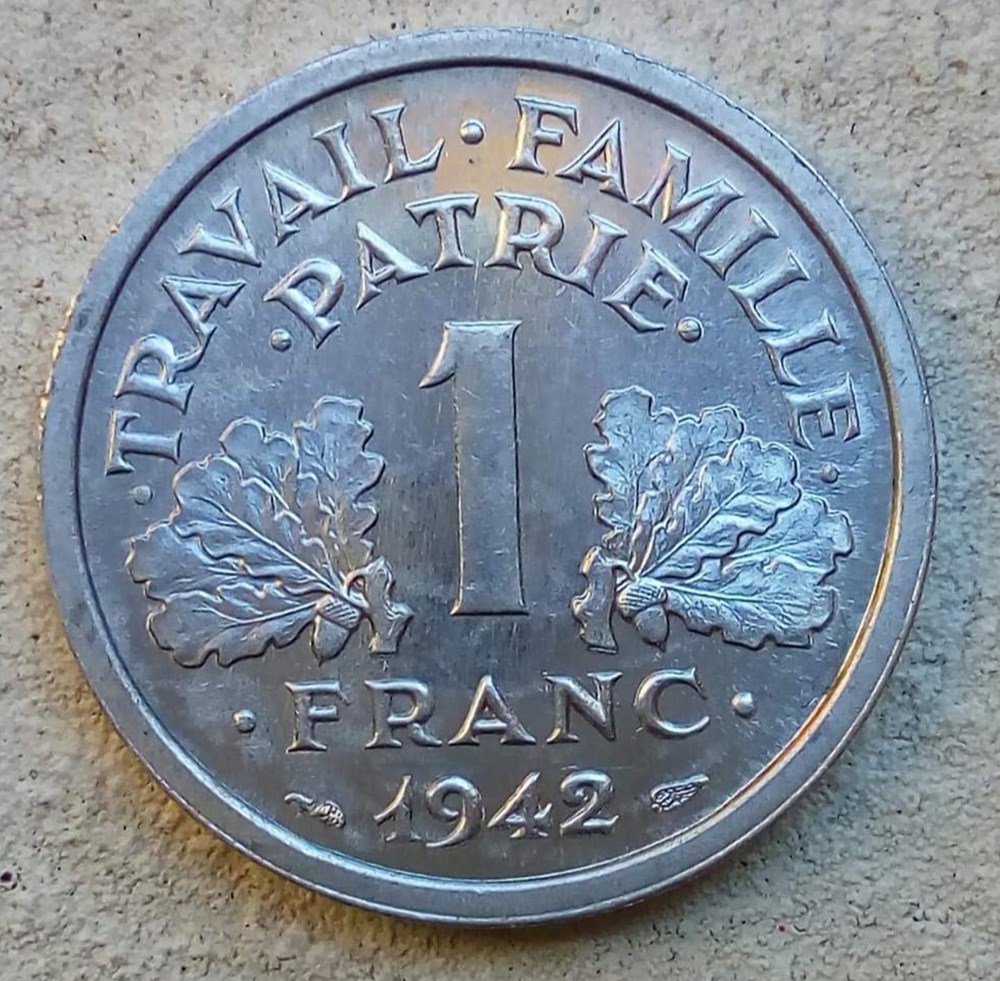 ·TRAVAIL·FAMILLE·
·PATRIE·
1
·FRANC·
1942